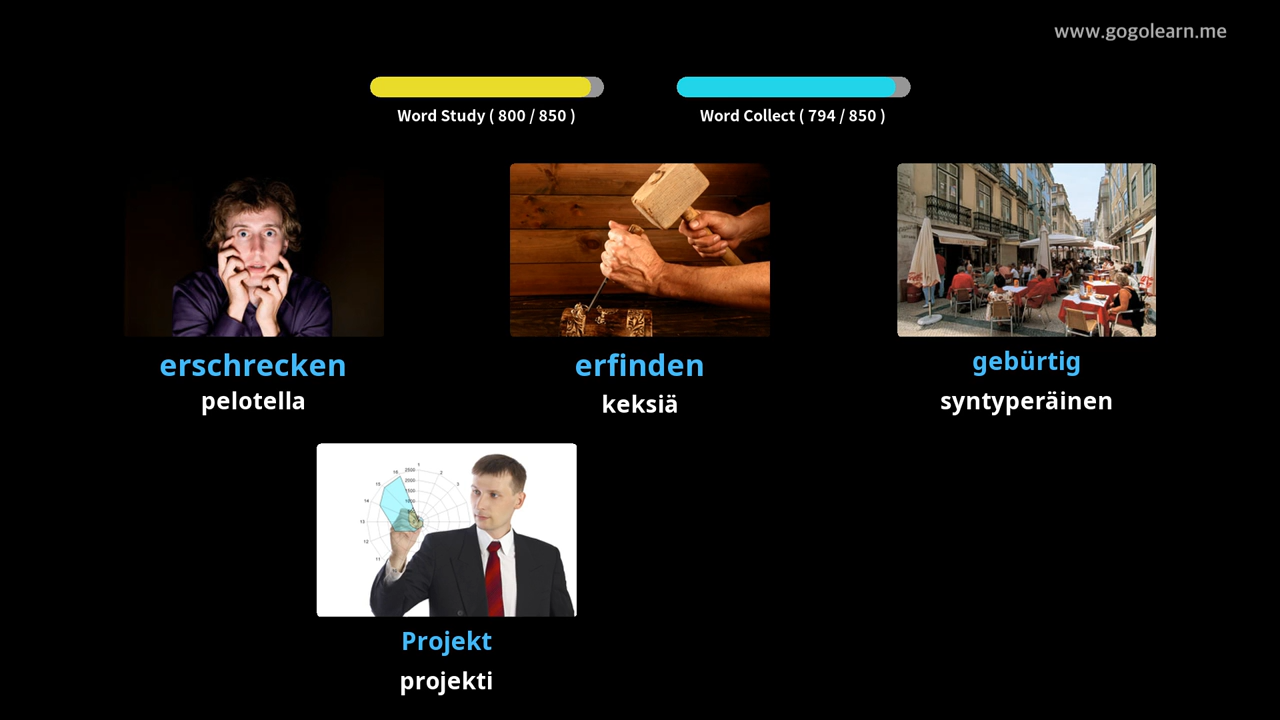 www.gogolearn.me
Word Study ( 800 / 850 )
Word Collect ( 794 / 850 )
erschrecken
pelotella
erfinden
keksiä
gebürtig
syntyperäinen
Projekt
projekti